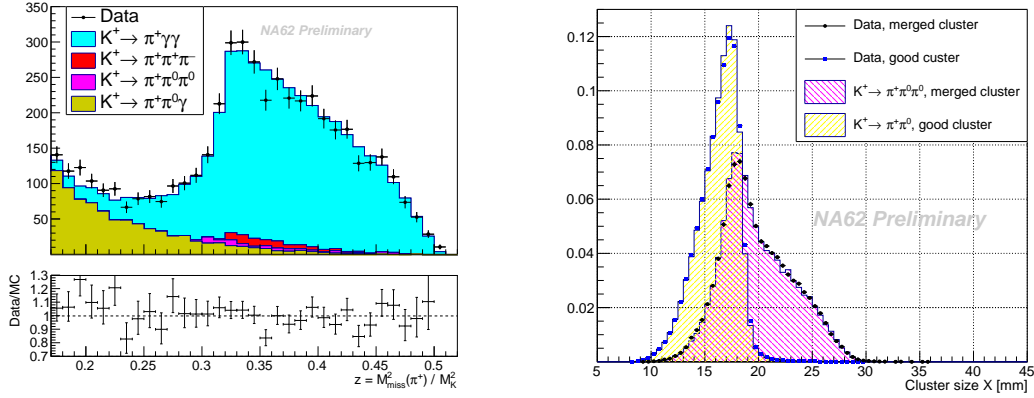 350
300
250
200
150
100
50
Data
K⁺→ π⁺γγ
K⁺→ π⁺π⁺π⁻
K⁺→ π⁺π⁰π⁰
K⁺→ π⁺π⁰γ
NA62 Preliminary
1.3
1.2
1.1
1
0.9
0.8
0.7
Data/MC
0.2 0.25 0.3 0.35 0.4 0.45 0.5
z = M²miss(π⁺) / M²K
0.12
0.1
0.08
0.06
0.04
0.02
Data, merged cluster
Data, good custer
K⁺→ π⁺π⁰π⁰, merged cluster
K⁺→ π⁺π⁰, good cluster
NA62 Preliminary
5 10 15 20 25 30 35 40
Cluster size X [mm]